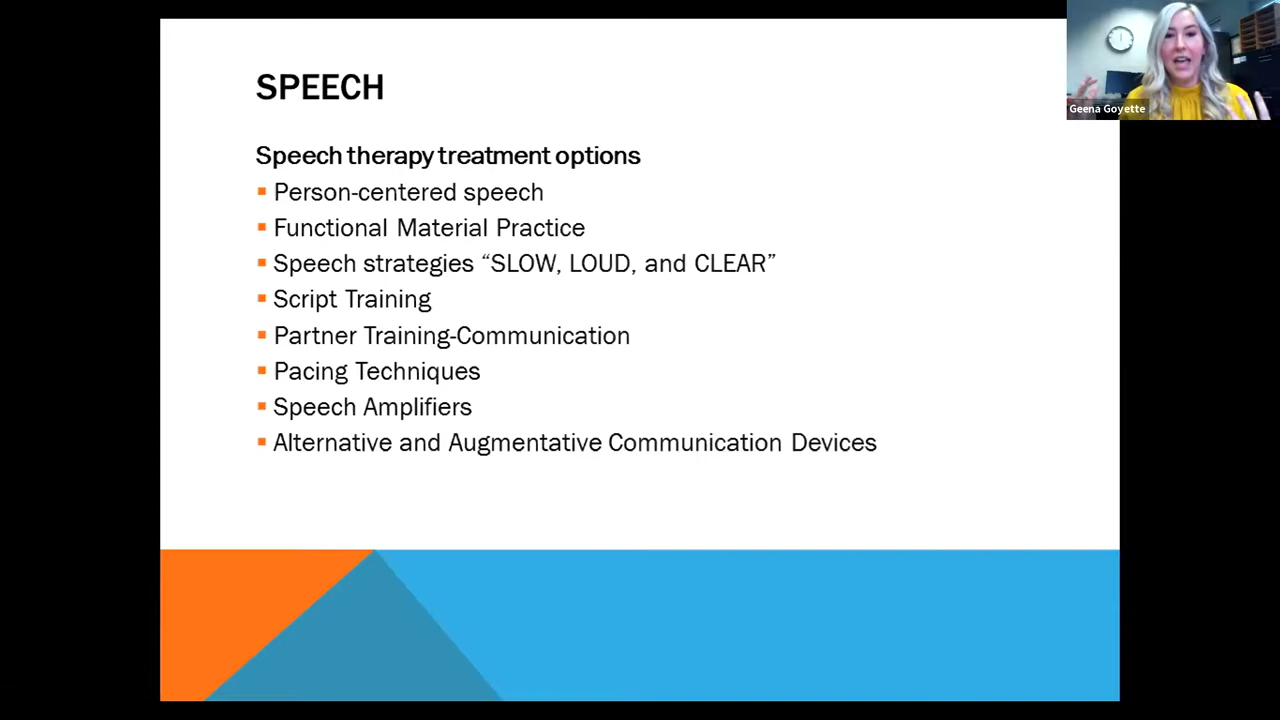 SPEECH
Speech therapy treatment options
Person-centered speech
Functional Material Practice
Speech strategies “SLOW, LOUD, and CLEAR”
Script Training
Partner Training-Communication
Pacing Techniques
Speech Amplifiers
Alternative and Augmentative Communication Devices
Geena Goyette